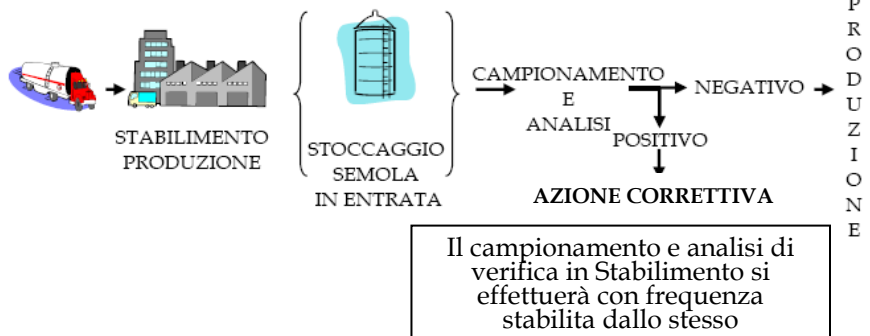 STABILIMENTO
PRODUZIONE
STOCCAGGIO
SEMOLA
IN ENTRATA
CAMPIONAMENTO
E
ANALISI
POSITIVO
NEGATIVO
AZIONE CORRETTIVA
P
R
O
D
U
Z
I
O
N
E
Il campionamento e analisi di
verifica in Stabilimento si
effettuerà con frequenza
stabilita dallo stesso